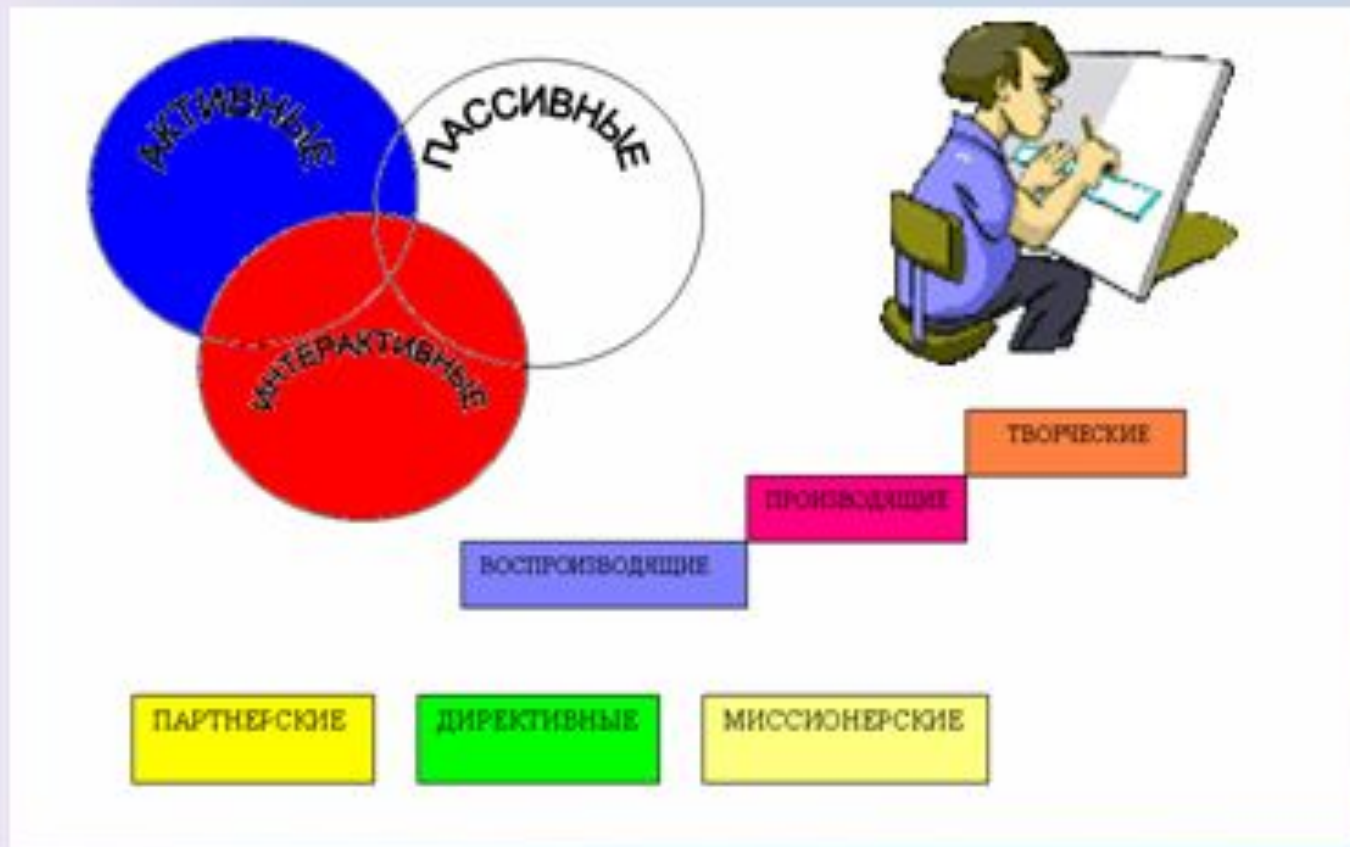 АКТИВНЫЕ
ПАССИВНЫЕ
ИНТЕРАКТИВНЫЕ
ТВОРЧЕСКИЕ
ПРОИЗВОДЯЩИЕ
ВОСПРОИЗВОДЯЩИЕ
ПАРТНЕРСКИЕ
ДИРЕКТИВНЫЕ
МИССИОНЕРСКИЕ